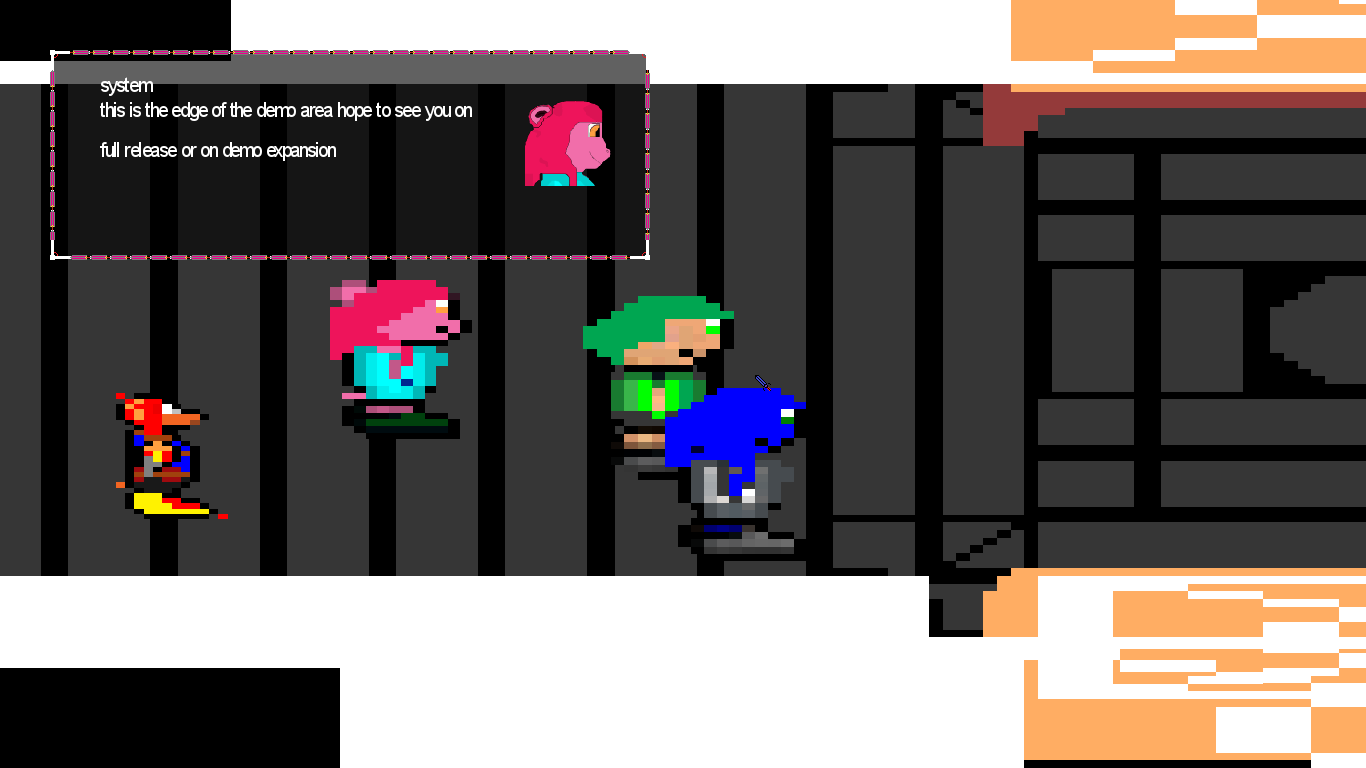 system
this is the edge of the demo area hope to see you on
full release or on demo expansion